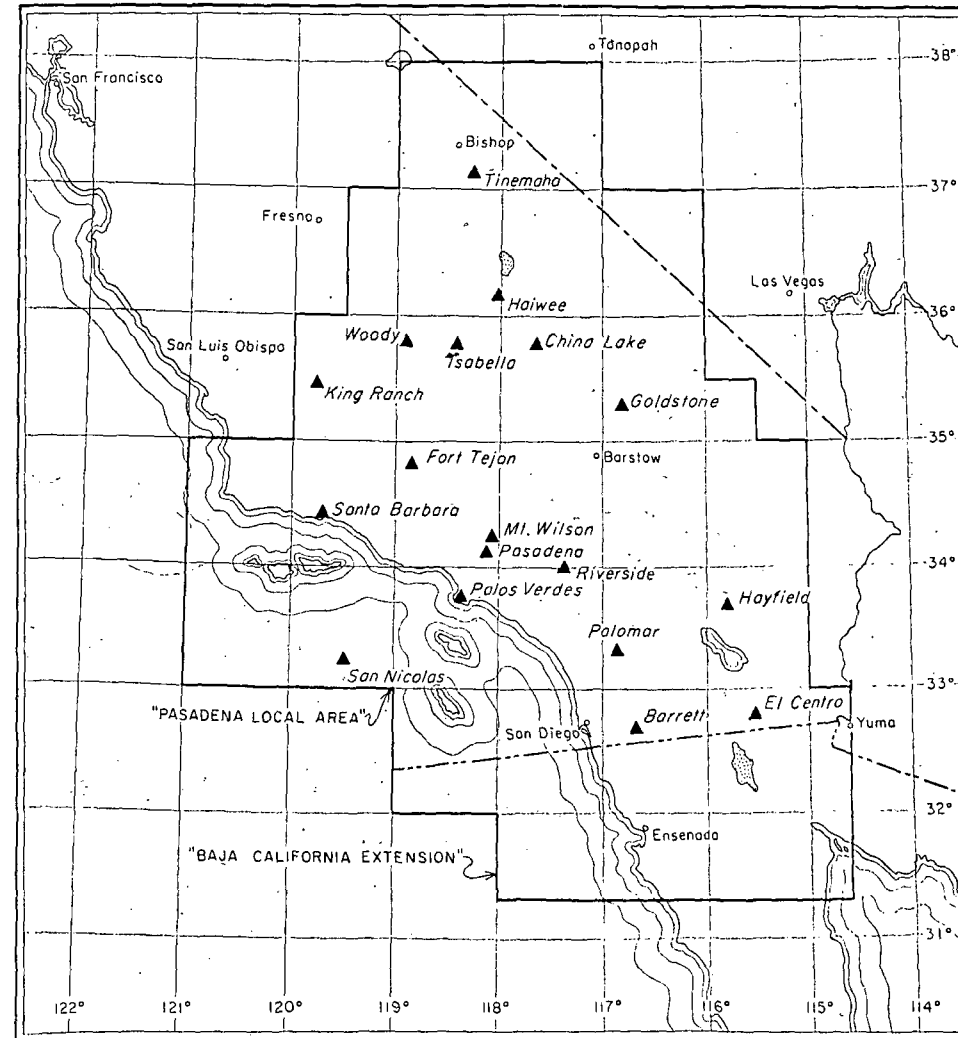 Tonopah
38°
San Francisco
Bishop
Tinemaha
37°
Fresno
Las Vegas
Haiwee
36°
Woody
China Lake
San Luis Obispo
Isabella
King Ranch
Goldstone
35°
Fort Tejon
Barstow
Santa Barbara
Mt. Wilson
Pasadena
34°
Riverside
Palos Verdes
Hayfield
Palomar
San Nicolas
33°
"PASADENA LOCAL AREA"
Barrett
El Centro
San Diego
Yuma
32°
Ensenada
"BAJA CALIFORNIA EXTENSION"
31°
122°
121°
120°
119°
118°
117°
116°
115°
114°